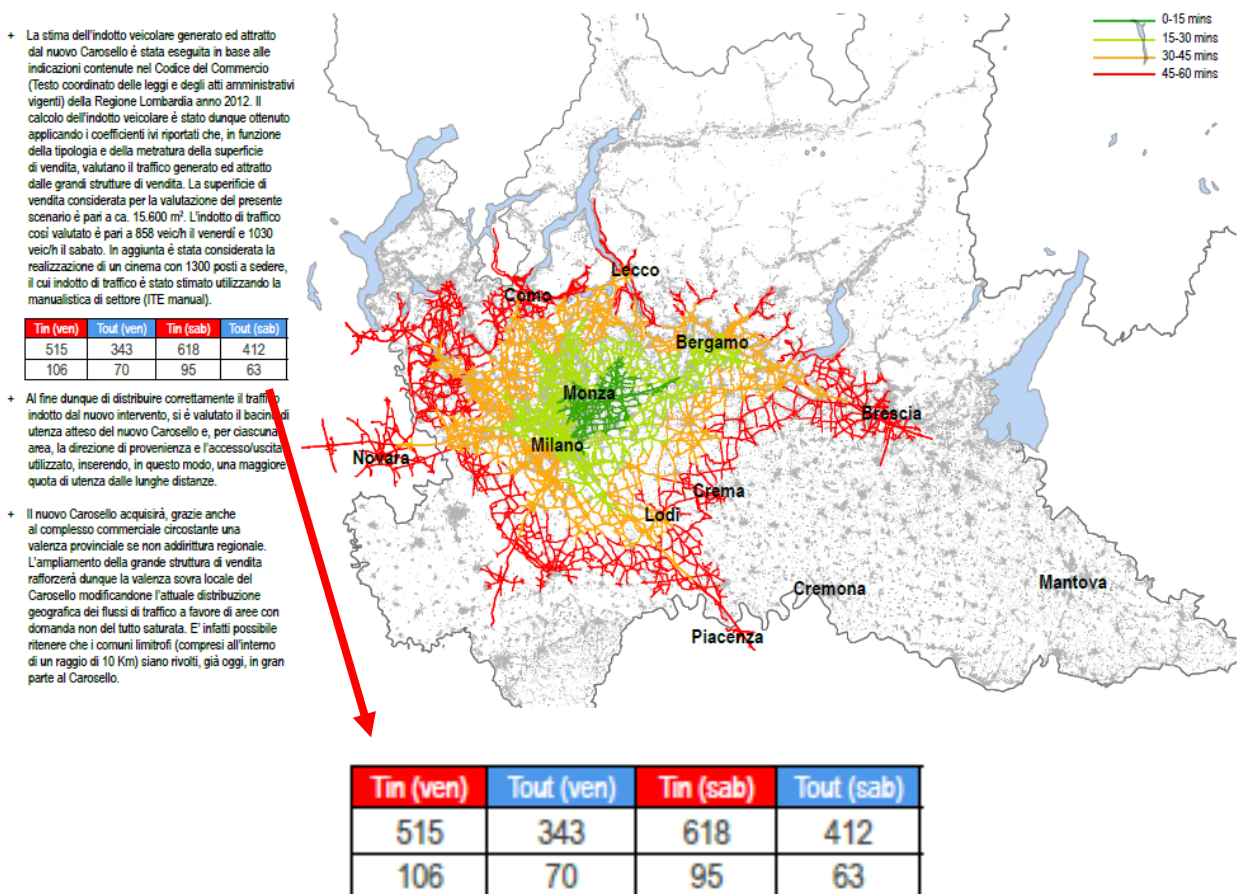 + La stima dell'indotto veicolare generato ed attratto
dal nuovo Carosello è stata eseguita in base alle
indicazioni contenute nel Codice del Commercio
(Testo coordinato delle leggi e degli atti amministrativi
vigenti) della Regione Lombardia anno 2012. Il
calcolo dell'indotto veicolare è stato dunque ottenuto
applicando i coefficienti ivi riportati che, in funzione
della tipologia e della metratura della superficie
di vendita, valutano il traffico generato ed attratto
dalle grandi strutture di vendita. La superificie di
vendita considerata per la valutazione del presente
scenario è pari a ca. 15.600 m². L'indotto di traffico
così valutato è pari a 858 veic/h il venerdì e 1030
veic/h il sabato. In aggiunta è stata considerata la
realizzazione di un cinema con 1300 posti a sedere,
il cui indotto di traffico è stato stimato utilizzando la
manualistica di settore (ITE manual).
Tin (ven) Tout (ven) Tin (sab) Tout (sab)
515 343 618 412
106 70 95 63
+ Al fine dunque di distribuire correttamente il traffico
indotto dal nuovo intervento, si è valutato il bacino di
utenza atteso del nuovo Carosello e, per ciascuna
area, la direzione di provenienza e l'accesso/uscita
utilizzato, inserendo, in questo modo, una maggiore
quota di utenza dalle lunghe distanze.
+ Il nuovo Carosello acquisirà, grazie anche
al complesso commerciale circostante una
valenza provinciale se non addirittura regionale.
L'ampliamento della grande struttura di vendita
rafforzerà dunque la valenza sovra locale del
Carosello modificandone l'attuale distribuzione
geografica dei flussi di traffico a favore di aree con
domanda non del tutto saturata. E' infatti possibile
ritenere che i comuni limitrofi (compresi all'interno
di un raggio di 10 Km) siano rivolti, già oggi, in gran
parte al Carosello.
0-15 mins
15-30 mins
30-45 mins
45-60 mins
Lecco
Como
Bergamo
Monza
Brescia
Milano
Novara
Crema
Lodi
Cremona
Mantova
Piacenza
Tin (ven) Tout (ven) Tin (sab) Tout (sab)
515 343 618 412
106 70 95 63